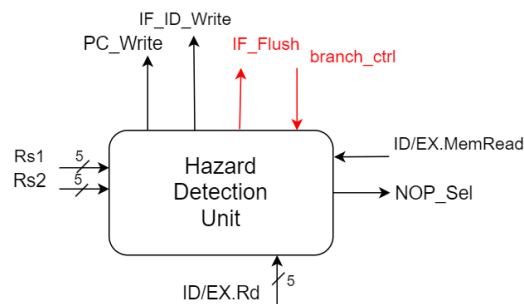 IF_ID_Write
PC_Write
IF_Flush
branch_ctrl
Rs1
5
Rs2
5
Hazard
Detection
Unit
ID/EX.MemRead
NOP_Sel
5
ID/EX.Rd